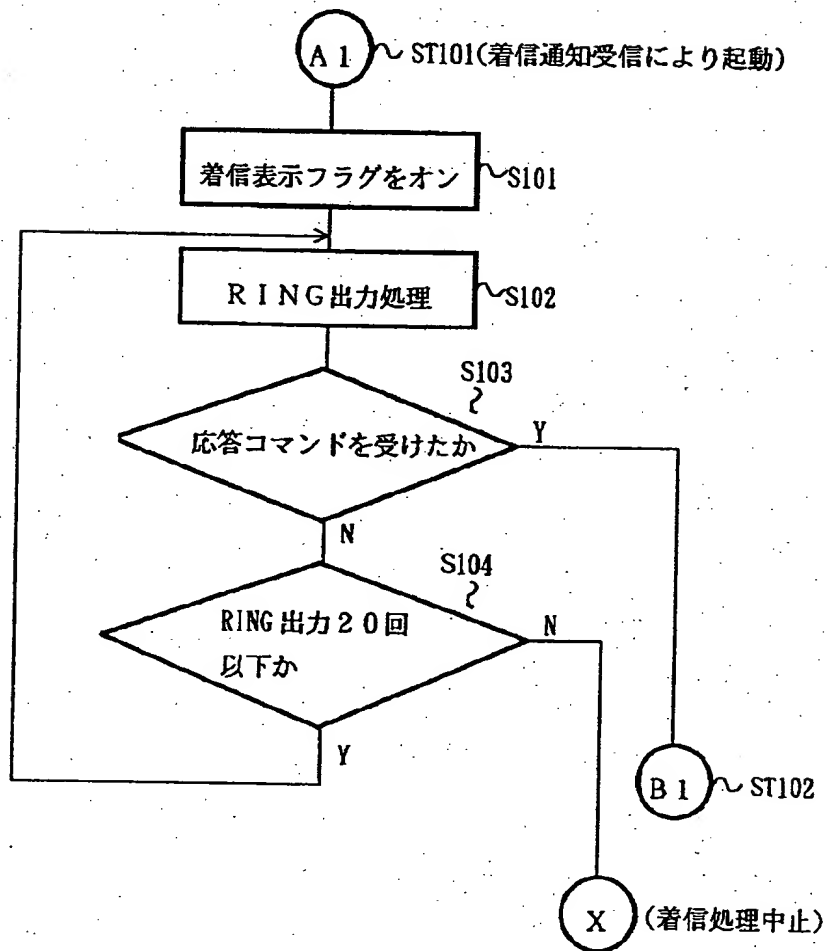 A1 ST101(着信通知受信により起動)
着信表示フラグをオン S101
RING出力処理 S102
S103
応答コマンドを受けたか Y
N
S104
RING出力20回 N
以下か
Y
B1 ST102
X (着信処理中止)